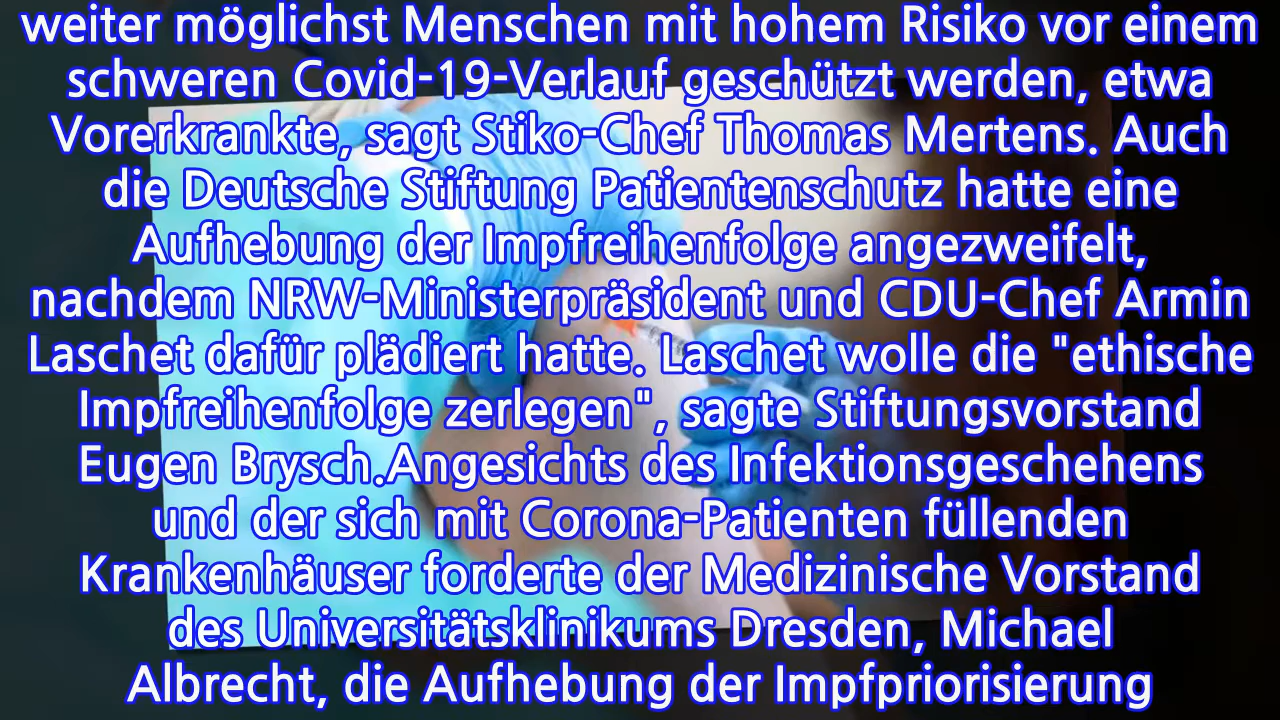 weiter möglichst Menschen mit hohem Risiko vor einem
schweren Covid-19-Verlauf geschützt werden, etwa
Vorerkrankte, sagt Stiko-Chef Thomas Mertens. Auch
die Deutsche Stiftung Patientenschutz hatte eine
Aufhebung der Impfreihenfolge angezweifelt,
nachdem NRW-Ministerpräsident und CDU-Chef Armin
Laschet dafür plädiert hatte. Laschet wolle die "ethische
Impfreihenfolge zerlegen", sagte Stiftungsvorstand
Eugen Brysch.Angesichts des Infektionsgeschehens
und der sich mit Corona-Patienten füllenden
Krankenhäuser forderte der Medizinische Vorstand
des Universitätsklinikums Dresden, Michael
Albrecht, die Aufhebung der Impfpriorisierung